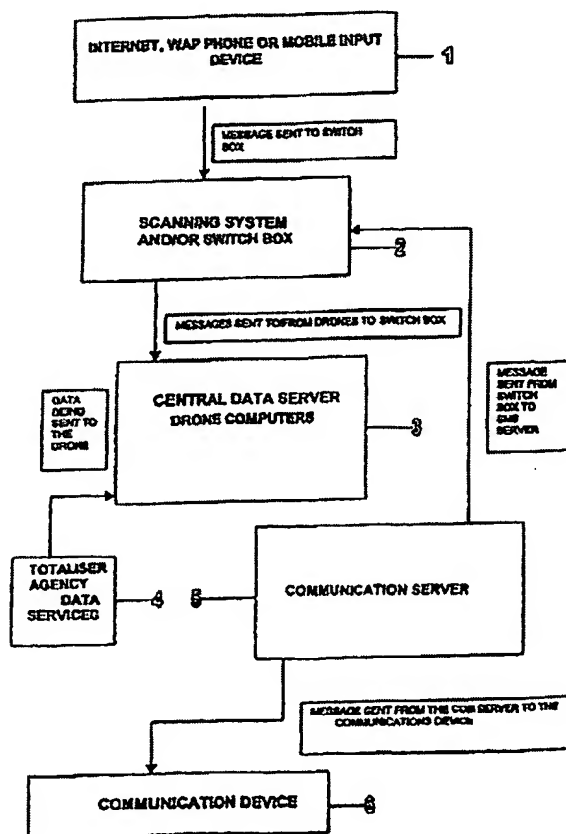 INTERNET, WAP PHONE OR MOBILE INPUT
DEVICE
1
MESSAGE SENT TO SWITCH
BOX
SCANNING SYSTEM
AND/OR SWITCH BOX
2
MESSAGES SENT TO/FROM DRONES TO SWITCH BOX
DATA
BEING
SENT TO
THE
DRONE
CENTRAL DATA SERVER
DRONE COMPUTERS
3
MESSAGE
SENT FROM
SWITCH
BOX TO
SMS
SERVER
TOTALISER
AGENCY
DATA
SERVICES
4
5
COMMUNICATION SERVER
MESSAGE SENT FROM THE COM SERVER TO THE
COMMUNICATIONS DEVICE
COMMUNICATION DEVICE
6